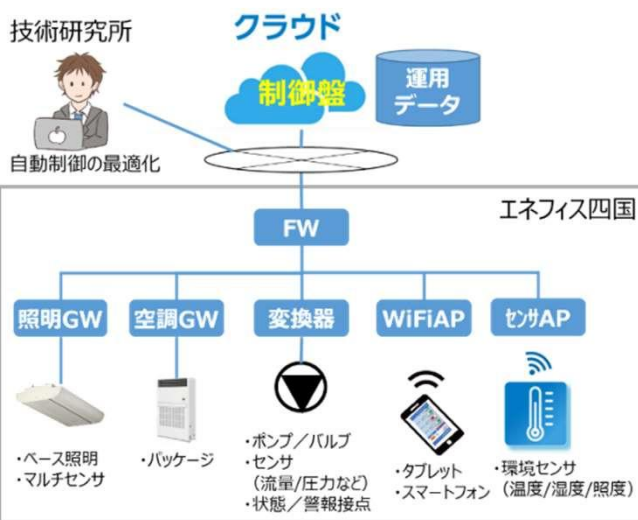 技術研究所
クラウド
制御盤
運用
データ
自動制御の最適化
エネフィス四国
FW
照明GW
空調GW
変換器
WiFiAP
センサAP
・ベース照明
・マルチセンサ
・パッケージ
・ポンプ／バルブ
・センサ
（流量/圧力など）
・状態／警報接点
・タブレット
・スマートフォン
・環境センサ
（温度/湿度/照度）